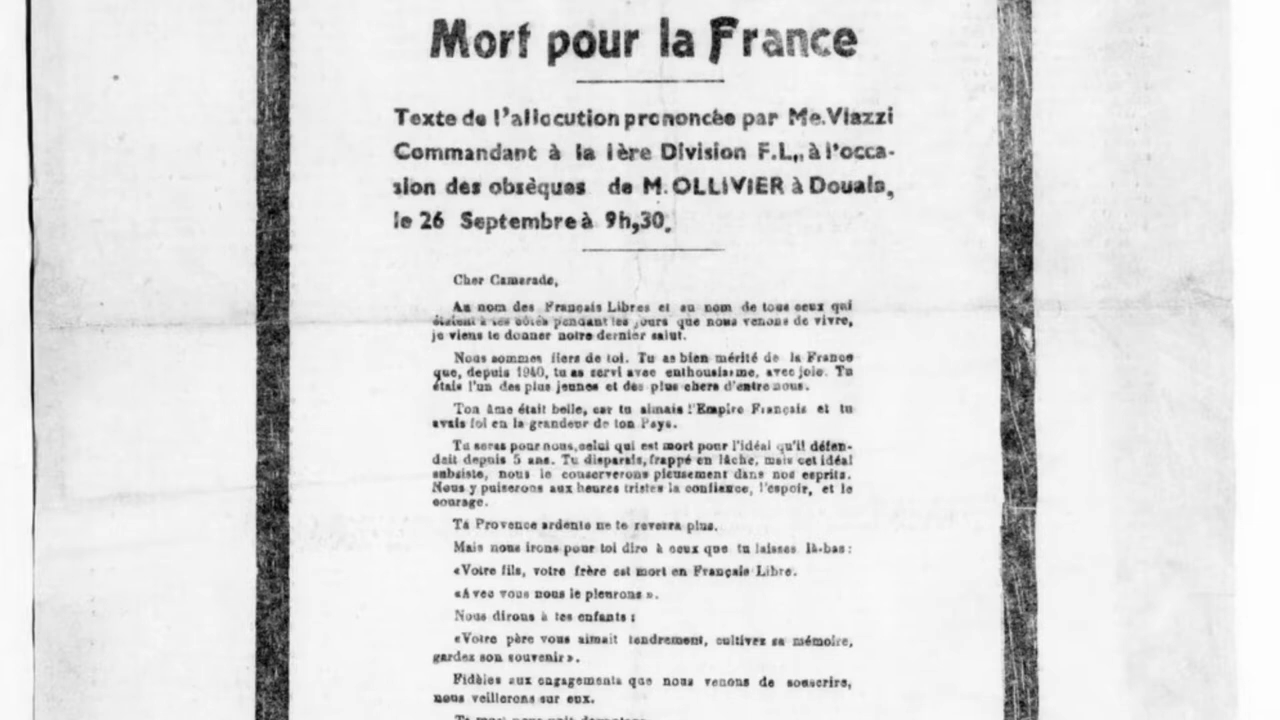 Mort pour la France
Texte de l'allocution prononcée par Me. Viazzi
Commandant à la 1ère Division F.L., à l'occa-
sion des obsèques de M. OLLIVIER à Douala,
le 26 Septembre à 9h,30.
Cher Camarade,
Au nom des Français Libres et au nom de tous ceux qui
étaient à tes côtés pendant les jours que nous venons de vivre,
je viens te donner notre dernier salut.
Nous sommes fiers de toi. Tu as bien mérité de la France
que, depuis 1940, tu as servi avec enthousiasme, avec joie. Tu
étais l'un des plus jeunes et des plus chers d'entre nous.
Ton âme était belle, car tu aimais l'Empire Français et tu
avais foi en la grandeur de ton Pays.
Tu seras pour nous, celui qui est mort pour l'idéal qu'il défen-
dait depuis 5 ans. Tu disparais, frappé en lâche, mais cet idéal
subsiste, nous le conserverons pieusement dans nos esprits.
Nous y puiserons aux heures tristes la confiance, l'espoir, et le
courage.
Ta Provence ardente ne te reverra plus.
Mais nous irons pour toi dire à ceux que tu laisses là-bas:
«Votre fils, votre frère est mort en Français Libre.
«Avec vous nous le pleurons ».
Nous dirons à tes enfants:
«Votre père vous aimait tendrement, cultivez sa mémoire,
gardez son souvenir».
Fidèles aux engagements que nous venons de souscrire,
nous veillerons sur eux.